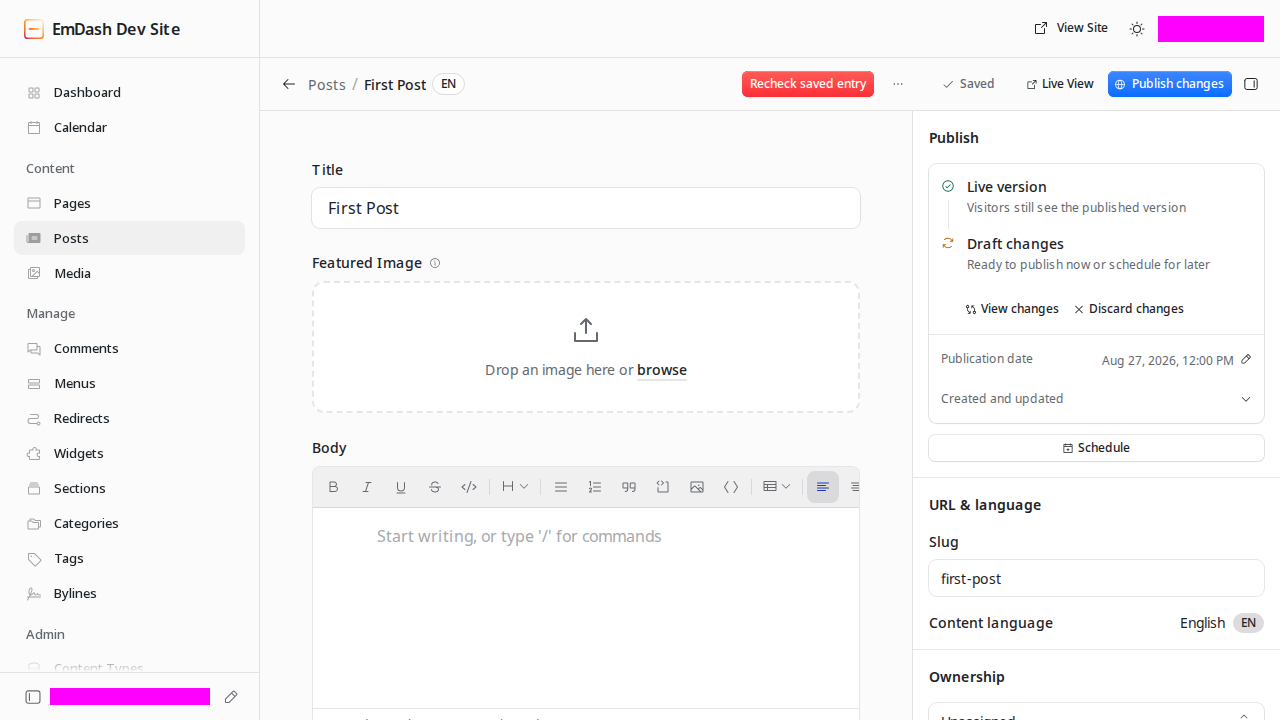 EmDash Dev Site
View Site
Dashboard
Calendar
Content
Pages
Posts
Media
Manage
Comments
Menus
Redirects
Widgets
Sections
Categories
Tags
Bylines
Admin
Content Types
Posts / First Post EN
Recheck saved entry
Saved
Live View
Publish changes
Title
First Post
Featured Image
Drop an image here or browse
Body
Start writing, or type '/' for commands
Publish
Live version
Visitors still see the published version
Draft changes
Ready to publish now or schedule for later
View changes
Discard changes
Publication date
Aug 27, 2026, 12:00 PM
Created and updated
Schedule
URL & language
Slug
first-post
Content language
English EN
Ownership
Unassigned